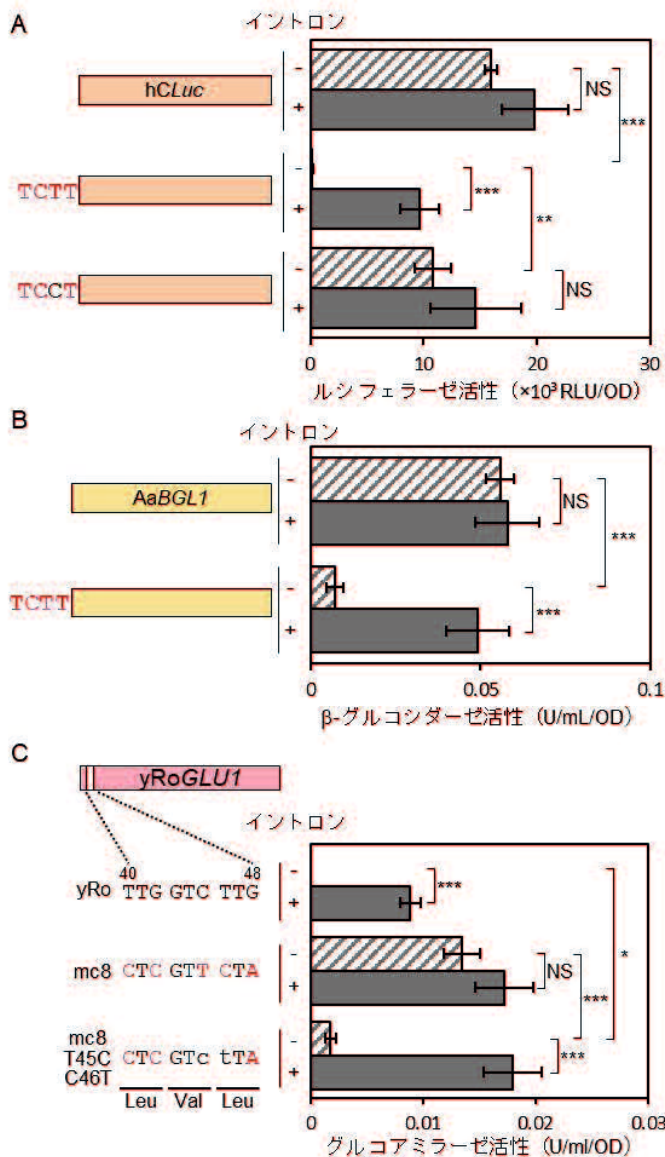 A
イントロン
hCLuc
-
+
NS
***
TCTT
-
+
***
**
TCCT
-
+
NS
0 10 20 30
ルシフェラーゼ活性（×10³ RLU/OD）
B
イントロン
AaBGL1
-
+
NS
***
TCTT
-
+
***
0 0.05 0.1
β-グルコシダーゼ活性（U/mL/OD）
C
yRoGLU1
イントロン
40 48
yRo TTG GTC TTG
-
+
***
*
mc8 CTC GTT CTA
-
+
NS
***
mc8
T45C CTC GTc tTA
C46T
-
+
***
Leu Val Leu
0 0.01 0.02 0.03
グルコアミラーゼ活性（U/ml/OD）